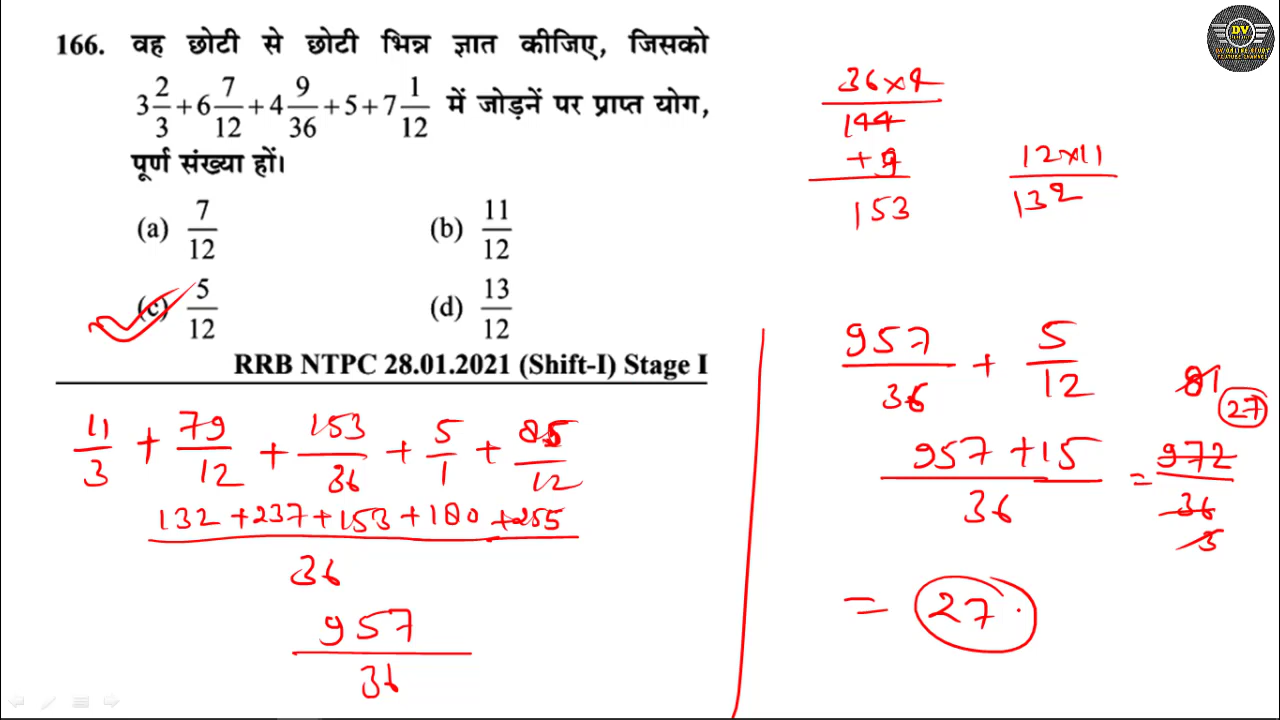 166. वह छोटी से छोटी भिन्न ज्ञात कीजिए, जिसको
3 2/3 + 6 7/12 + 4 9/36 + 5 + 7 1/12 में जोड़नें पर प्राप्त योग,
पूर्ण संख्या हों।
(a) 7/12 (b) 11/12
(c) 5/12 (d) 13/12
RRB NTPC 28.01.2021 (Shift-I) Stage I
11/3 + 79/12 + 153/36 + 5/1 + 85/12
132 + 237 + 153 + 180 + 255
36
957
36
36 × 4
144
+ 9
153
12 × 11
132
957/36 + 5/12
957 + 15 / 36 = 972/36
81
27
3
= 27
DV